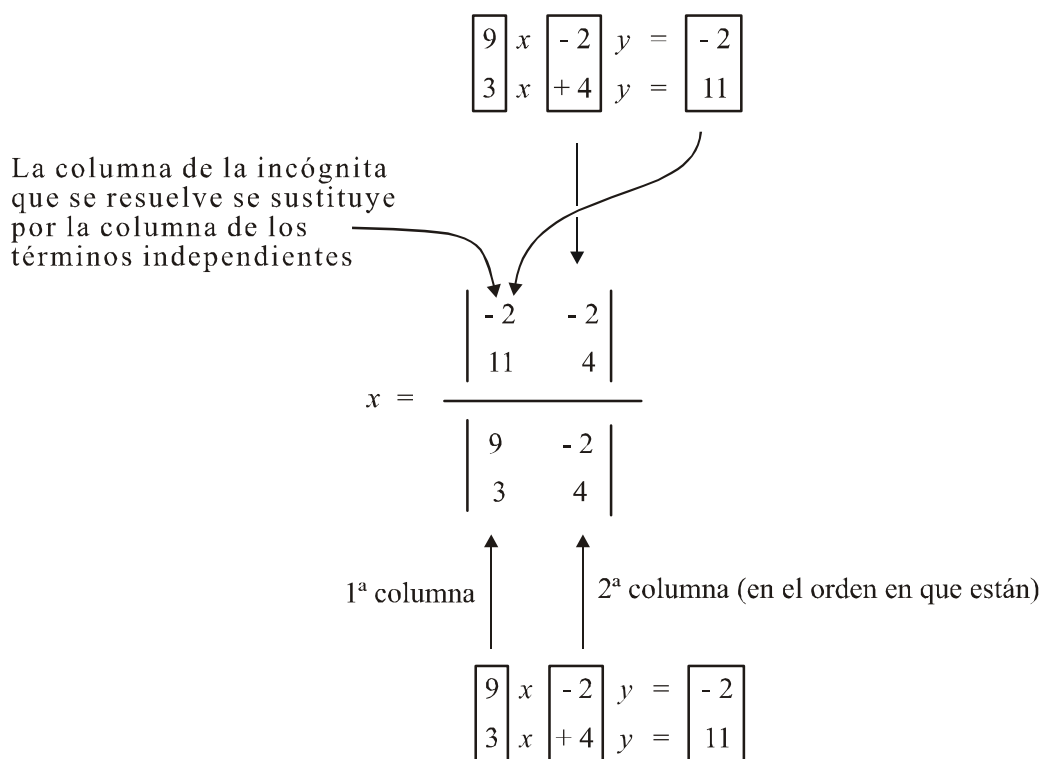 9 x - 2 y = - 2
3 x + 4 y = 11
La columna de la incógnita
que se resuelve se sustituye
por la columna de los
términos independientes
- 2 - 2
11 4
x =
9 - 2
3 4
1ª columna
2ª columna (en el orden en que están)
9 x - 2 y = - 2
3 x + 4 y = 11